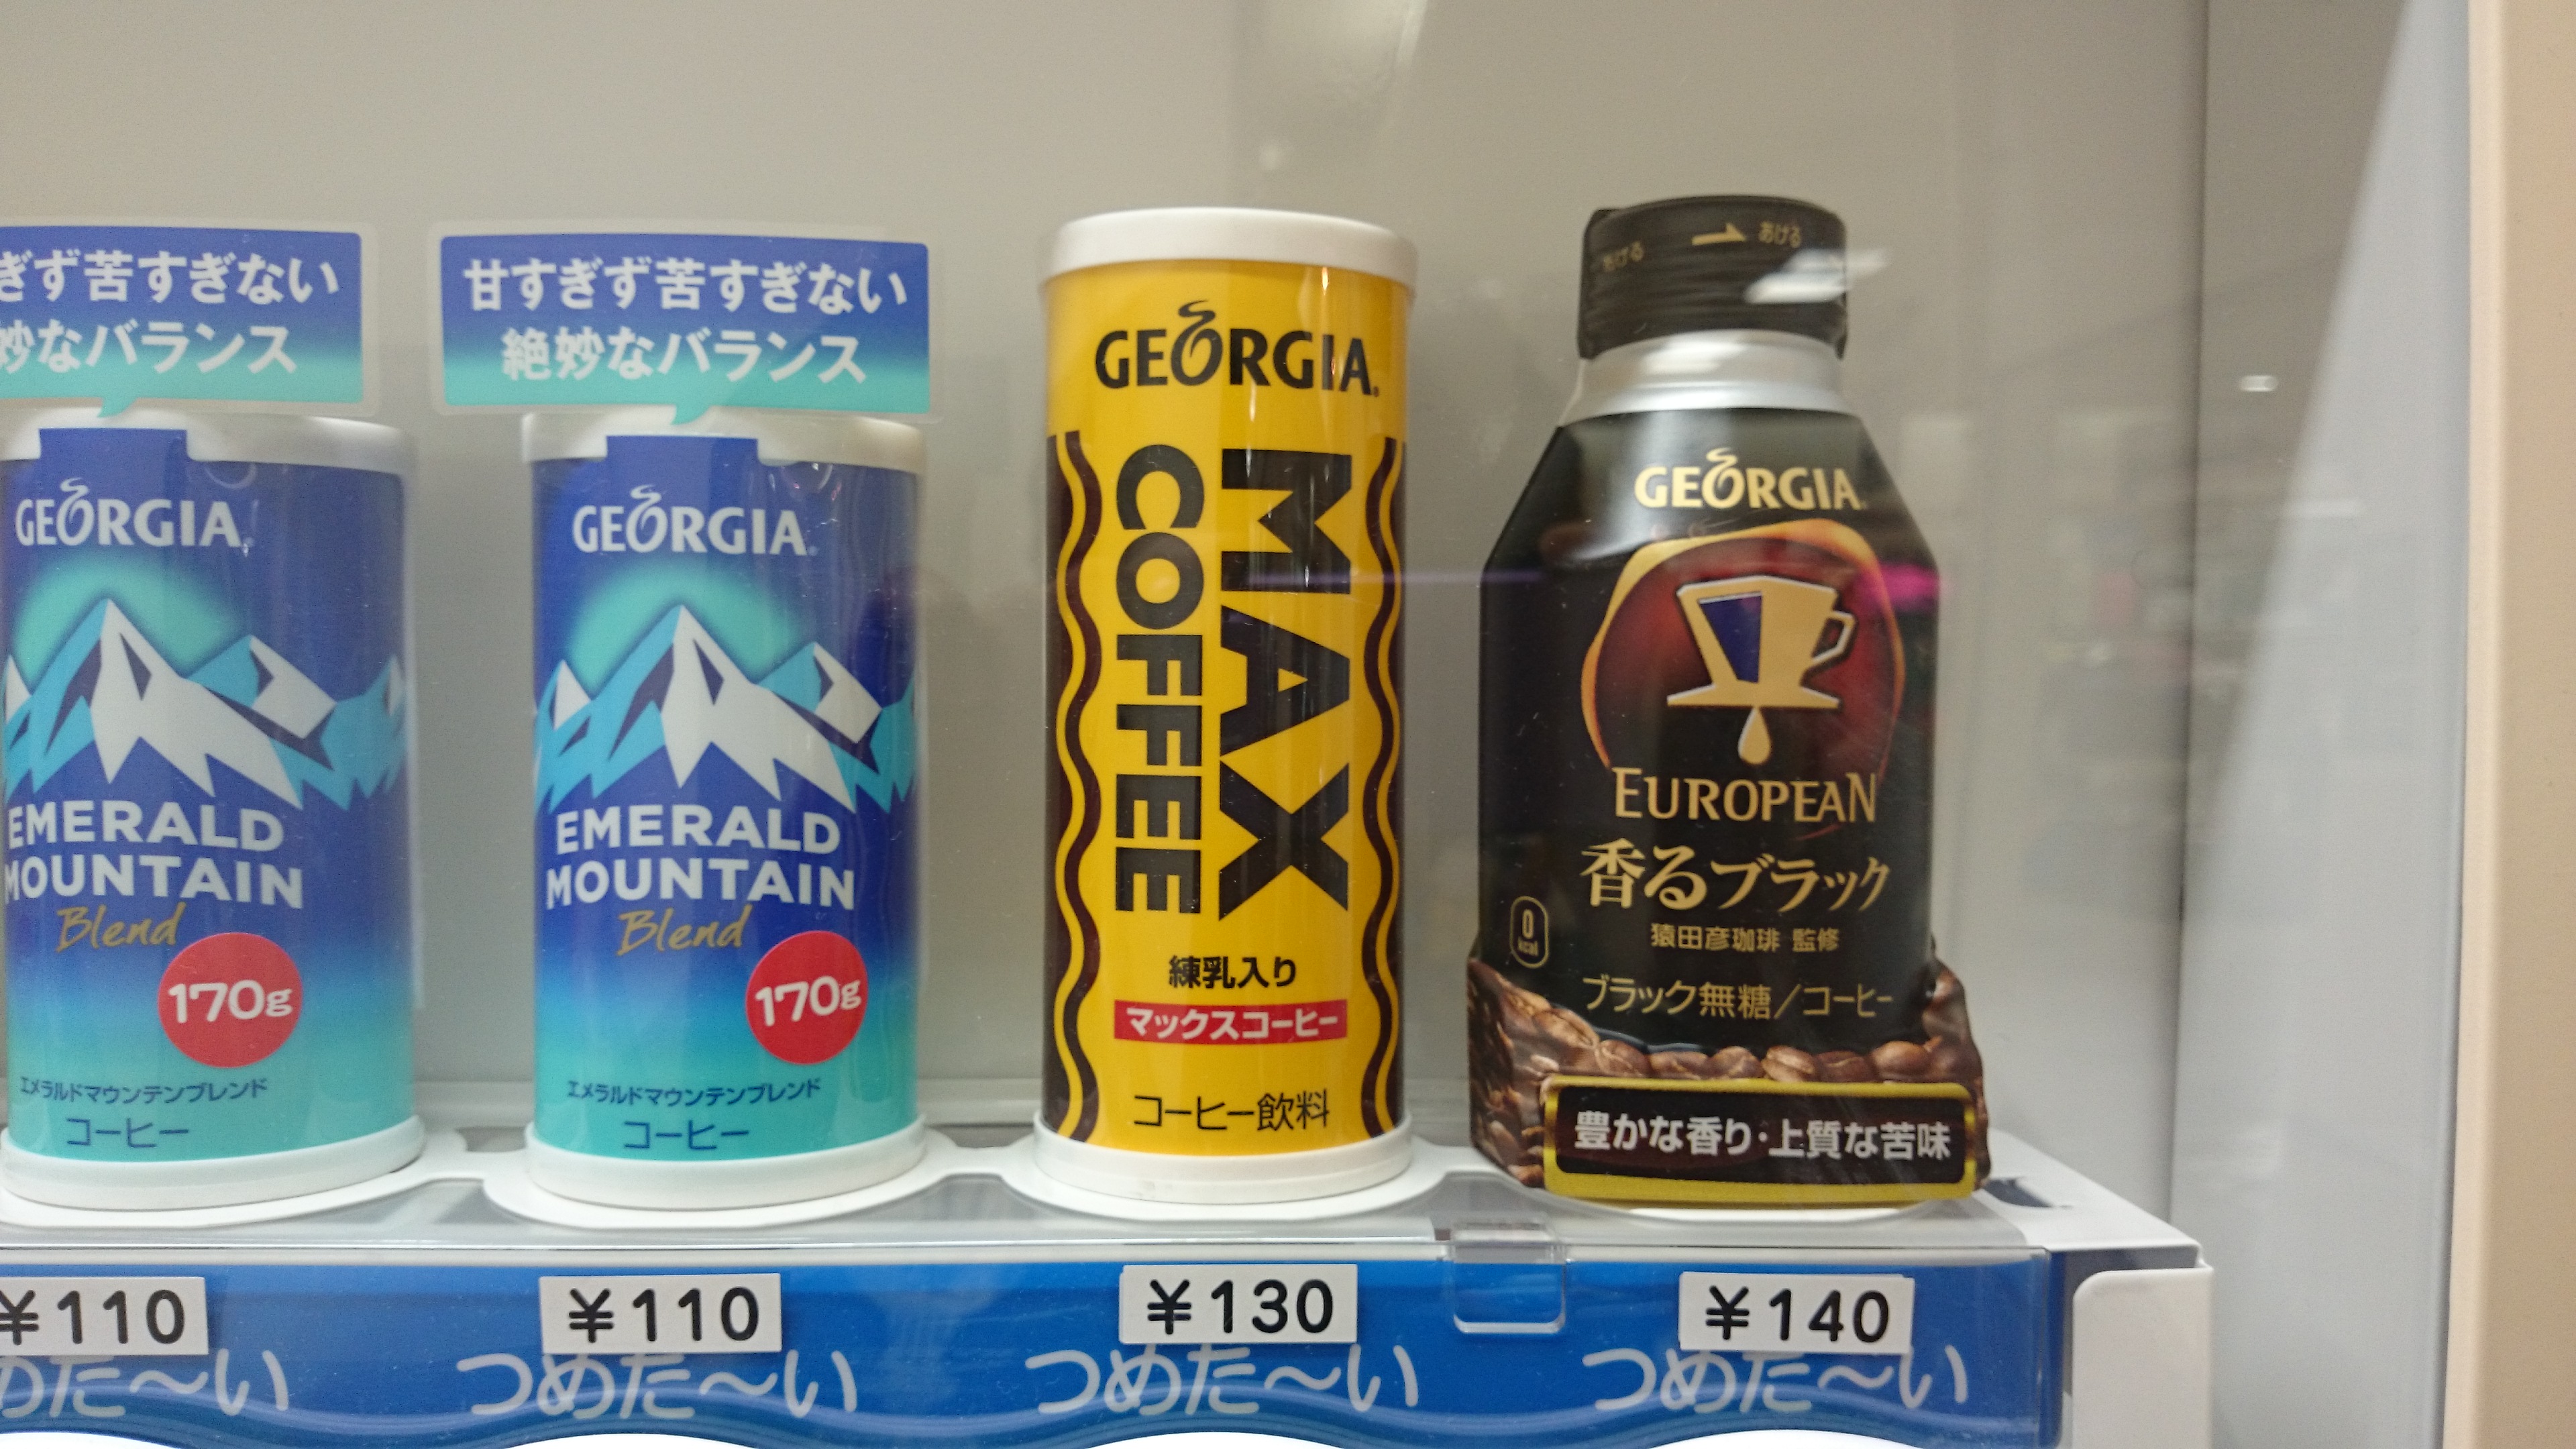 ぎず苦すぎない
妙なバランス
GEORGIA
EMERALD
MOUNTAIN
Blend
170g
エメラルドマウンテンブレンド
コーヒー
¥110
めた〜い
甘すぎず苦すぎない
絶妙なバランス
GEORGIA
EMERALD
MOUNTAIN
Blend
170g
エメラルドマウンテンブレンド
コーヒー
¥110
つめた〜い
GEORGIA
MAX
COFFEE
練乳入り
マックスコーヒー
コーヒー飲料
¥130
つめた〜い
あける
あける
GEORGIA
EUROPEAN
香るブラック
猿田彦珈琲 監修
0
kcal
ブラック無糖/コーヒー
豊かな香り・上質な苦味
¥140
つめた〜い